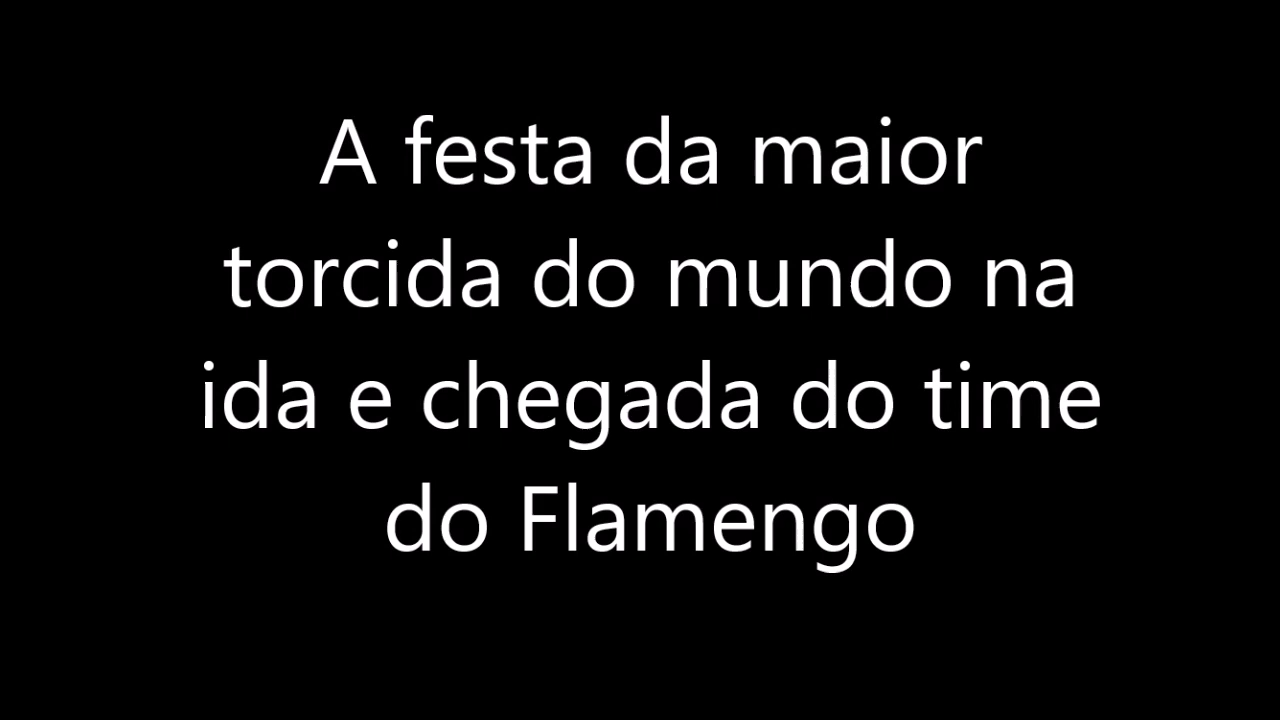 A festa da maior
torcida do mundo na
ida e chegada do time
do Flamengo